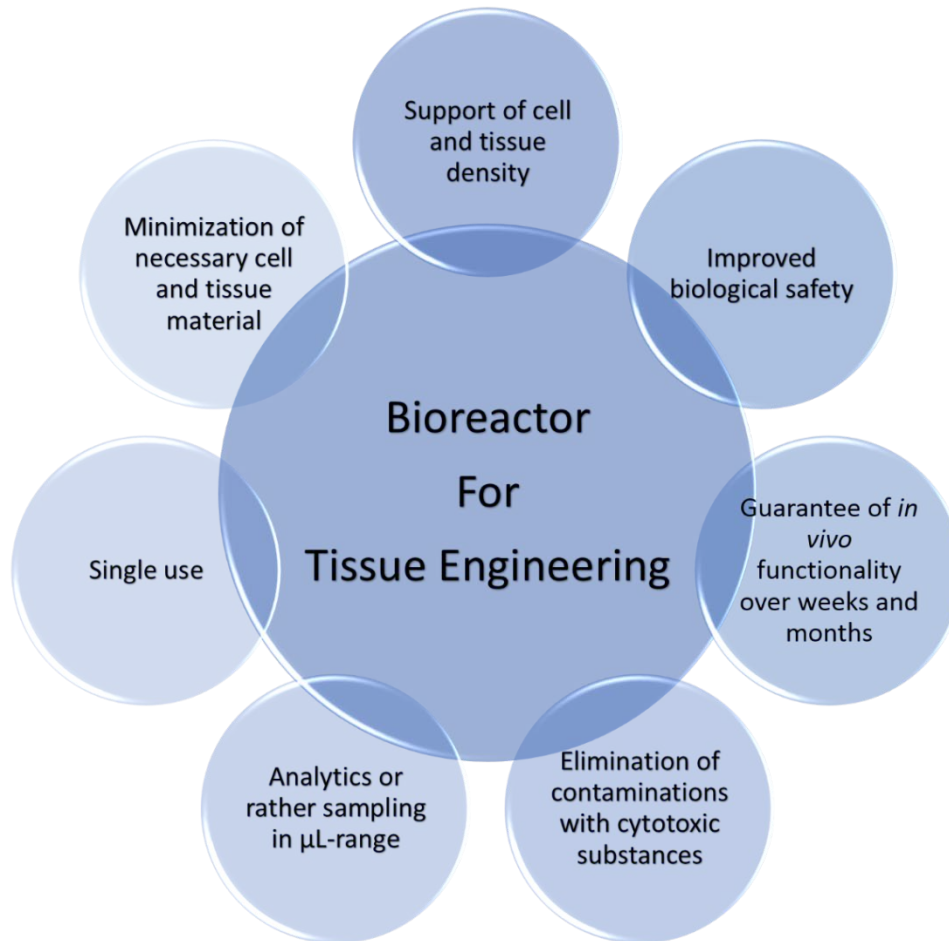 Support of cell
and tissue
density
Improved
biological safety
Guarantee of in
vivo
functionality
over weeks and
months
Elimination of
contaminations
with cytotoxic
substances
Analytics or
rather sampling
in µL-range
Single use
Minimization of
necessary cell
and tissue
material
Bioreactor
For
Tissue Engineering